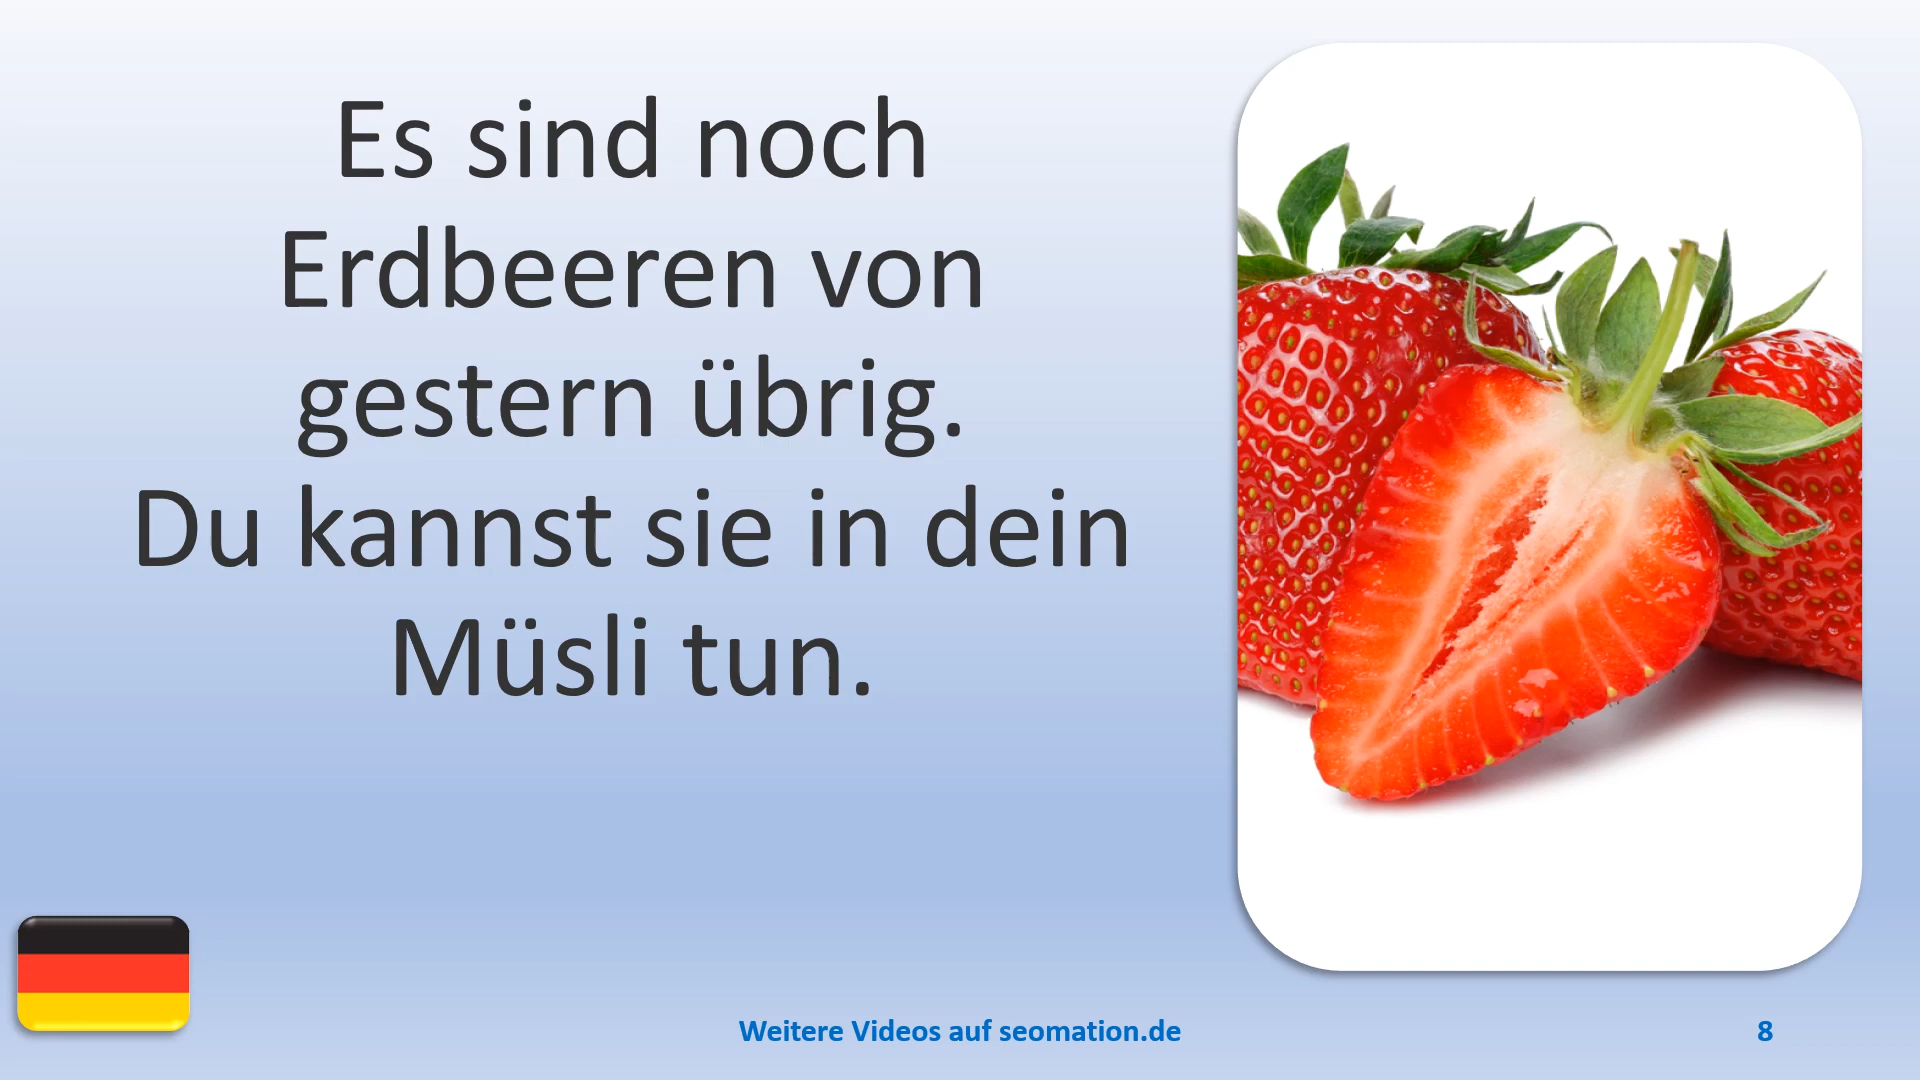 Es sind noch
Erdbeeren von
gestern übrig.
Du kannst sie in dein
Müsli tun.
Weitere Videos auf seomation.de
8